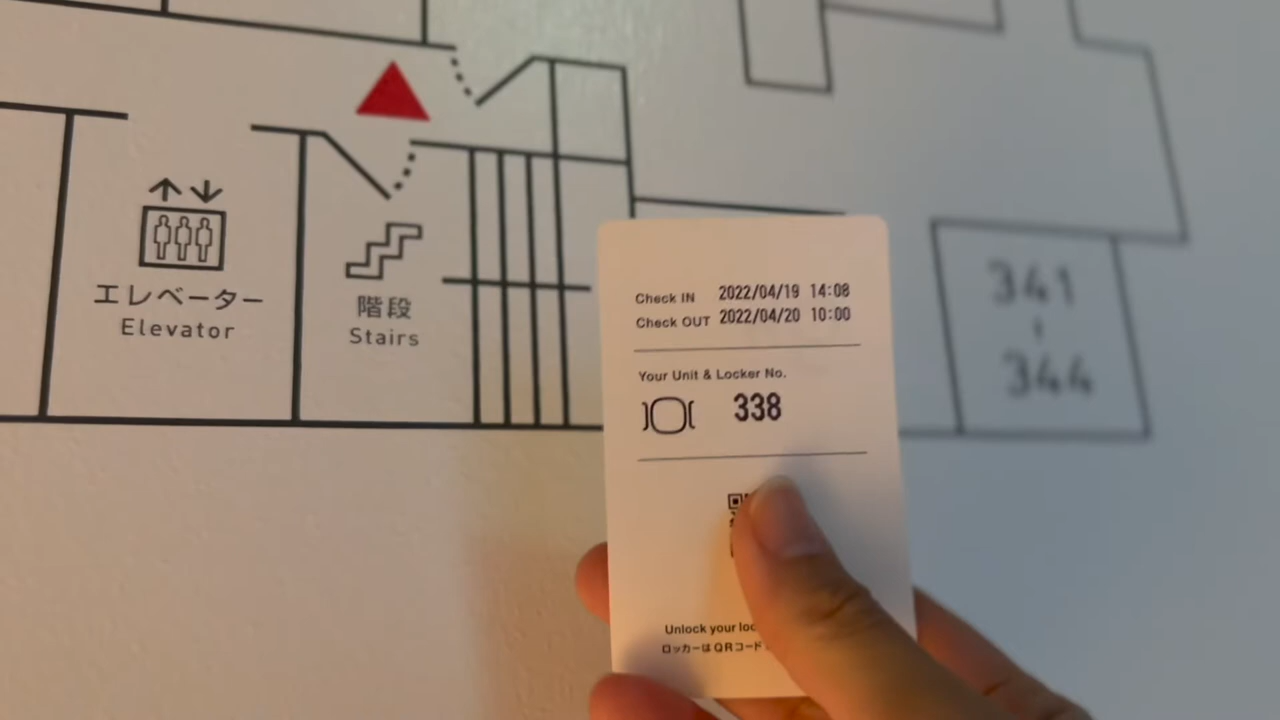 エレベーター
Elevator
階段
Stairs
Check IN 2022/04/19 14:08
Check OUT 2022/04/20 10:00
Your Unit & Locker No.
338
Unlock your
ロッカーはQRコード
341
344